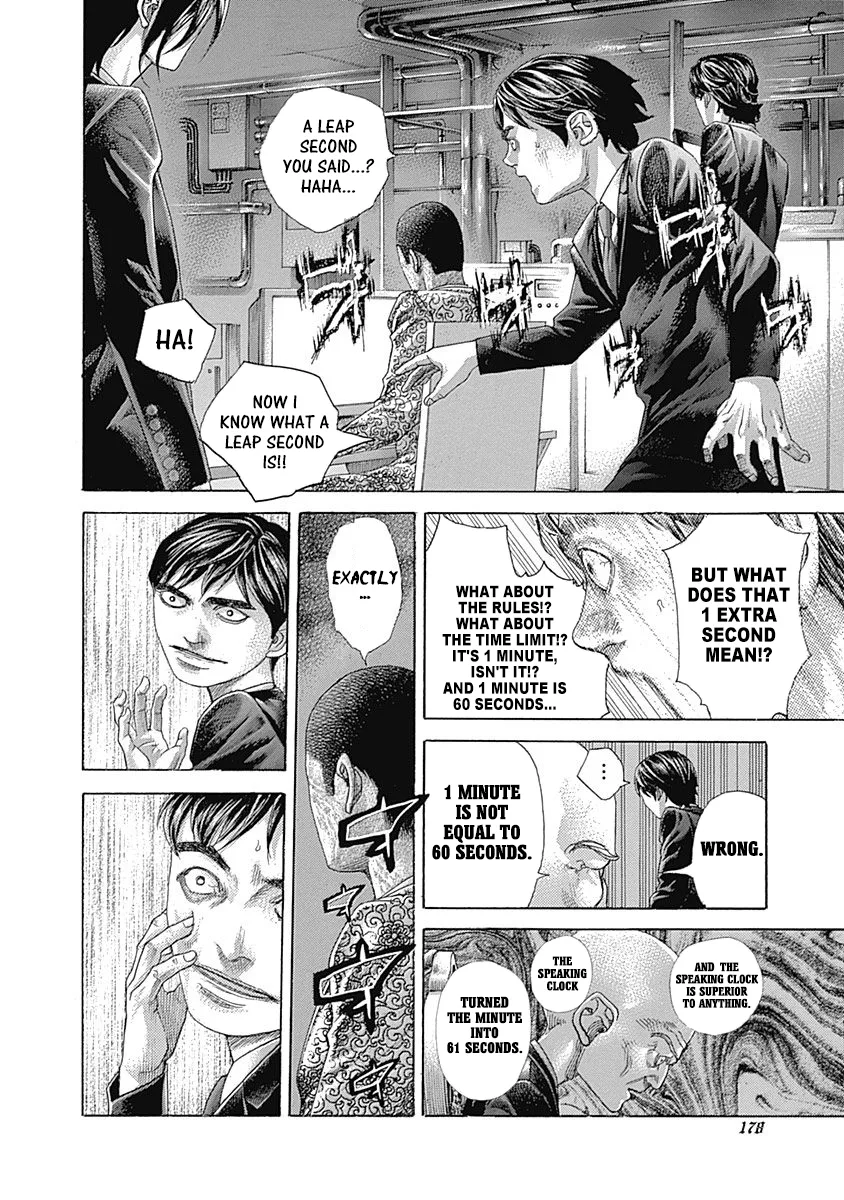 A LEAP
SECOND
YOU SAID...?
HAHA...
HA!
NOW I
KNOW WHAT A
LEAP SECOND
IS!!
BUT WHAT
DOES THAT
1 EXTRA
SECOND
MEAN!?
WHAT ABOUT
THE RULES!?
WHAT ABOUT
THE TIME LIMIT!?
IT'S 1 MINUTE,
ISN'T IT!?
AND 1 MINUTE IS
60 SECONDS...
WRONG.
...
1 MINUTE
IS NOT
EQUAL TO
60 SECONDS.
AND THE
SPEAKING CLOCK
IS SUPERIOR
TO ANYTHING.
THE
SPEAKING
CLOCK
TURNED
THE MINUTE
INTO
61 SECONDS.
EXACTLY
...
178